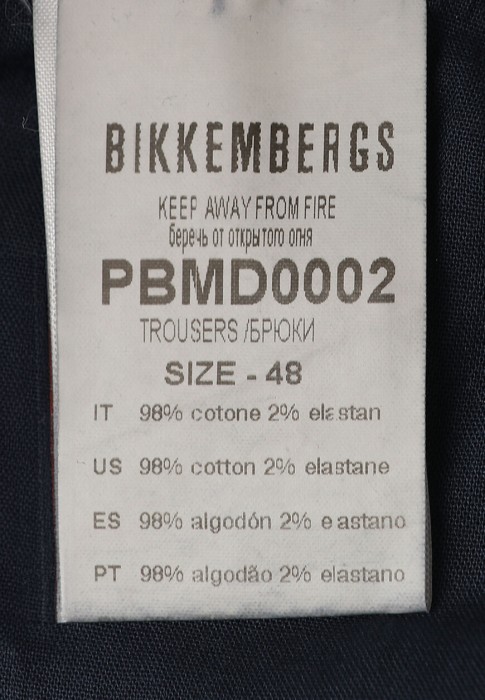 BIKKEMBERGS
KEEP AWAY FROM FIRE
беречь от открытого огня
PBMD0002
TROUSERS /БРЮКИ
SIZE - 48
IT 98% cotone 2% elastan
US 98% cotton 2% elastane
ES 98% algodón 2% e astano
PT 98% algodão 2% elastano